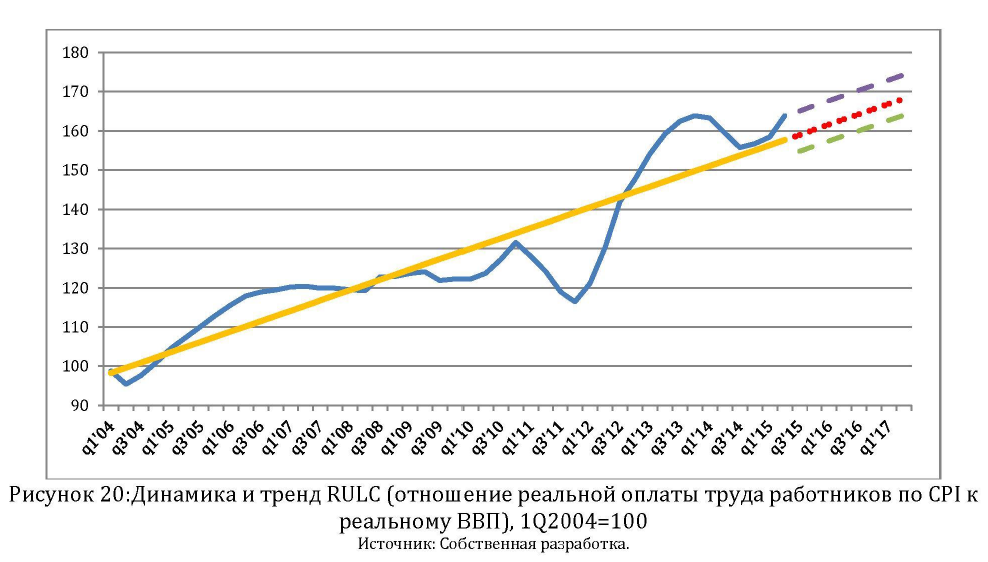 180
170
160
150
140
130
120
110
100
90
q1'04
q3'04
q1'05
q3'05
q1'06
q3'06
q1'07
q3'07
q1'08
q3'08
q1'09
q3'09
q1'10
q3'10
q1'11
q3'11
q1'12
q3'12
q1'13
q3'13
q1'14
q3'14
q1'15
q3'15
q1'16
q3'16
q1'17
Рисунок 20:Динамика и тренд RULC (отношение реальной оплаты труда работников по CPI к
реальному ВВП), 1Q2004=100
Источник: Собственная разработка.